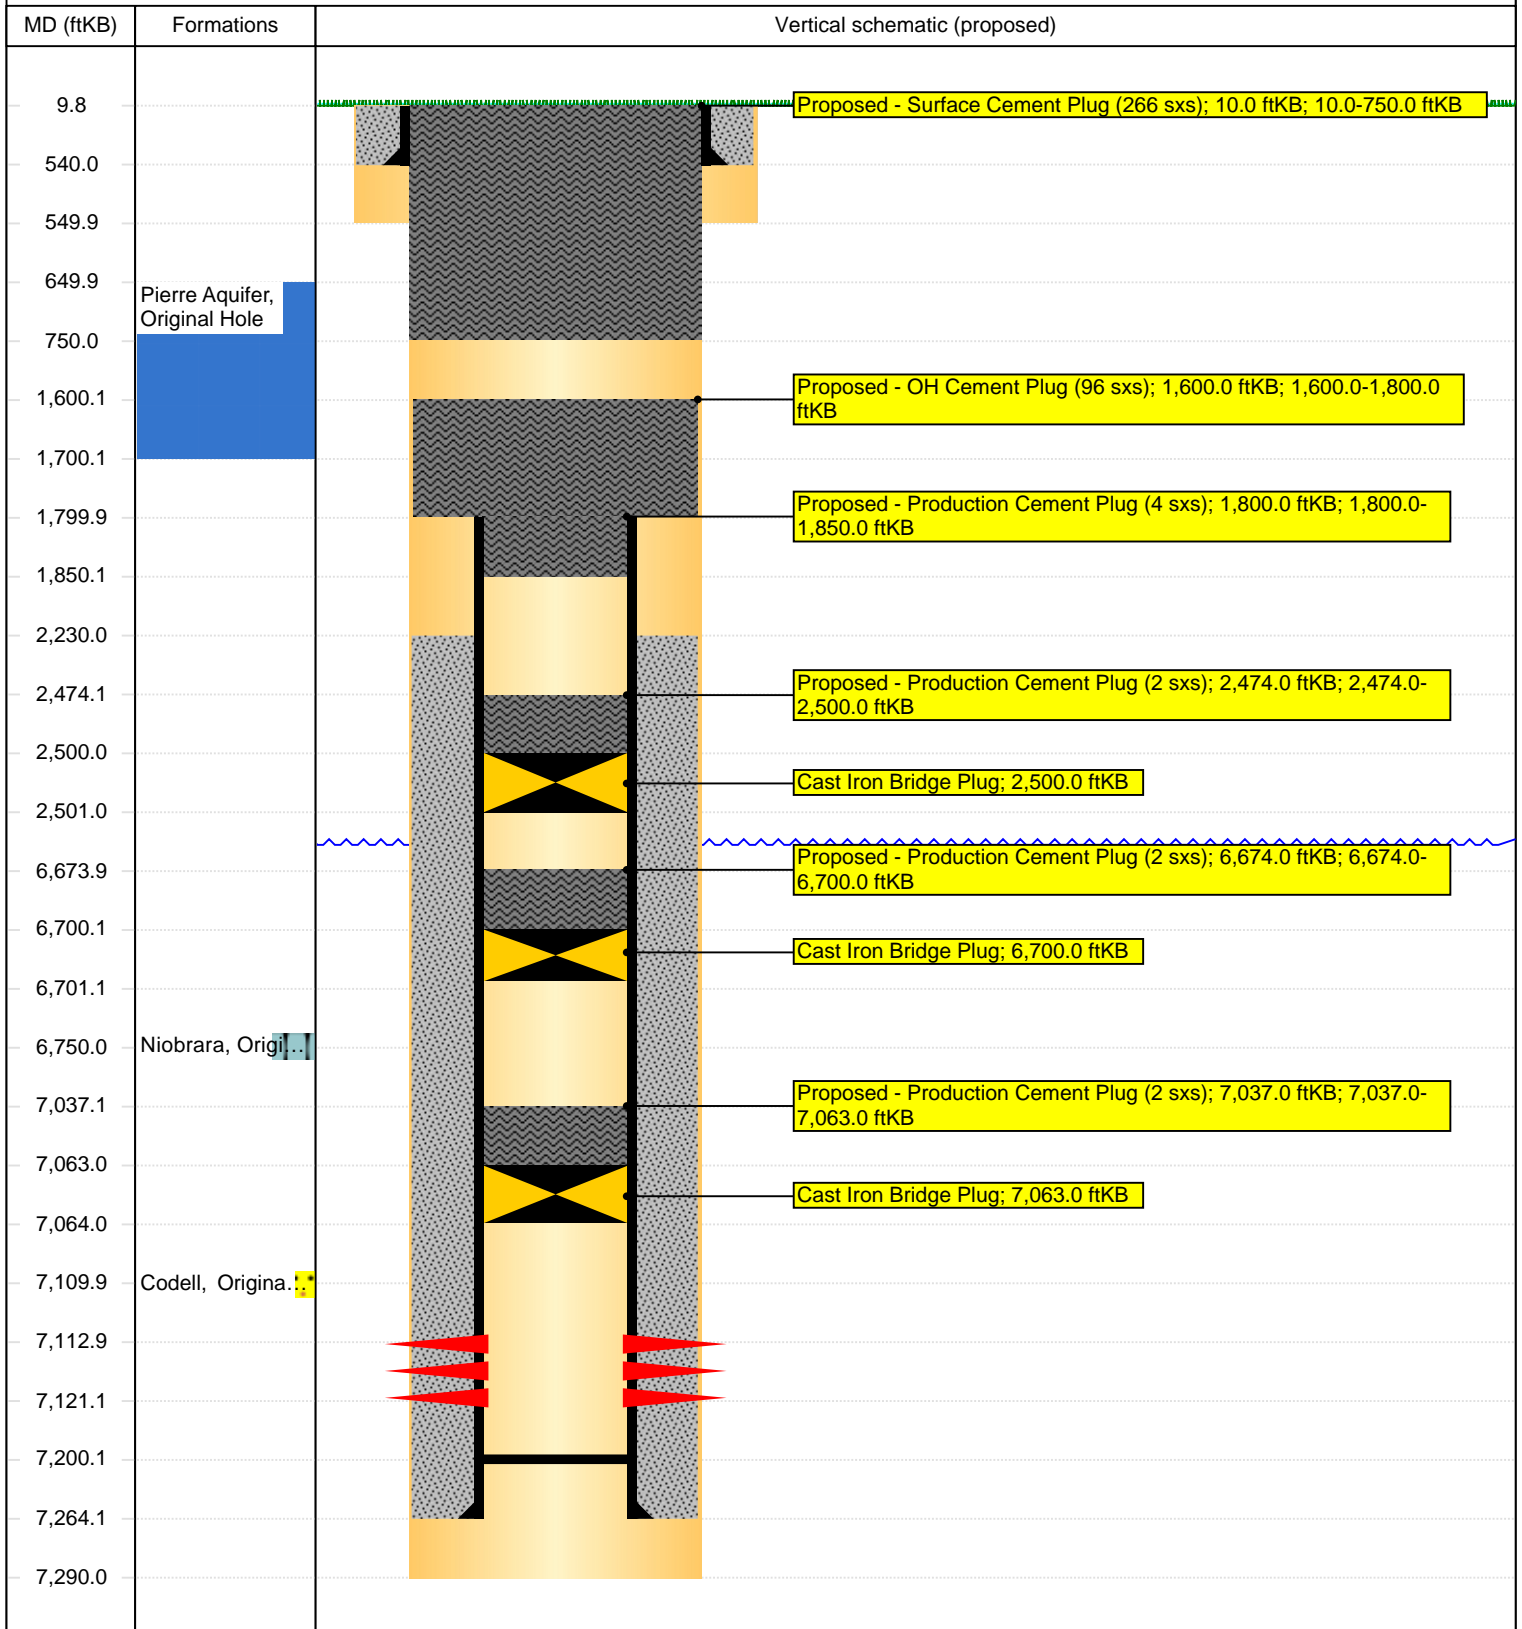 MD (ftKB)
Formations
Vertical schematic (proposed)
9.8
Proposed - Surface Cement Plug (266 sxs); 10.0 ftKB; 10.0-750.0 ftKB
540.0
549.9
649.9
Pierre Aquifer,
Original Hole
750.0
Proposed - OH Cement Plug (96 sxs); 1,600.0 ftKB; 1,600.0-1,800.0
ftKB
1,600.1
1,700.1
Proposed - Production Cement Plug (4 sxs); 1,800.0 ftKB; 1,800.0-
1,850.0 ftKB
1,799.9
1,850.1
2,230.0
Proposed - Production Cement Plug (2 sxs); 2,474.0 ftKB; 2,474.0-
2,500.0 ftKB
2,474.1
2,500.0
Cast Iron Bridge Plug; 2,500.0 ftKB
2,501.0
Proposed - Production Cement Plug (2 sxs); 6,674.0 ftKB; 6,674.0-
6,700.0 ftKB
6,673.9
6,700.1
Cast Iron Bridge Plug; 6,700.0 ftKB
6,701.1
6,750.0
Niobrara, Origi...
Proposed - Production Cement Plug (2 sxs); 7,037.0 ftKB; 7,037.0-
7,063.0 ftKB
7,037.1
7,063.0
Cast Iron Bridge Plug; 7,063.0 ftKB
7,064.0
7,109.9
Codell, Origina...
7,112.9
7,121.1
7,200.1
7,264.1
7,290.0